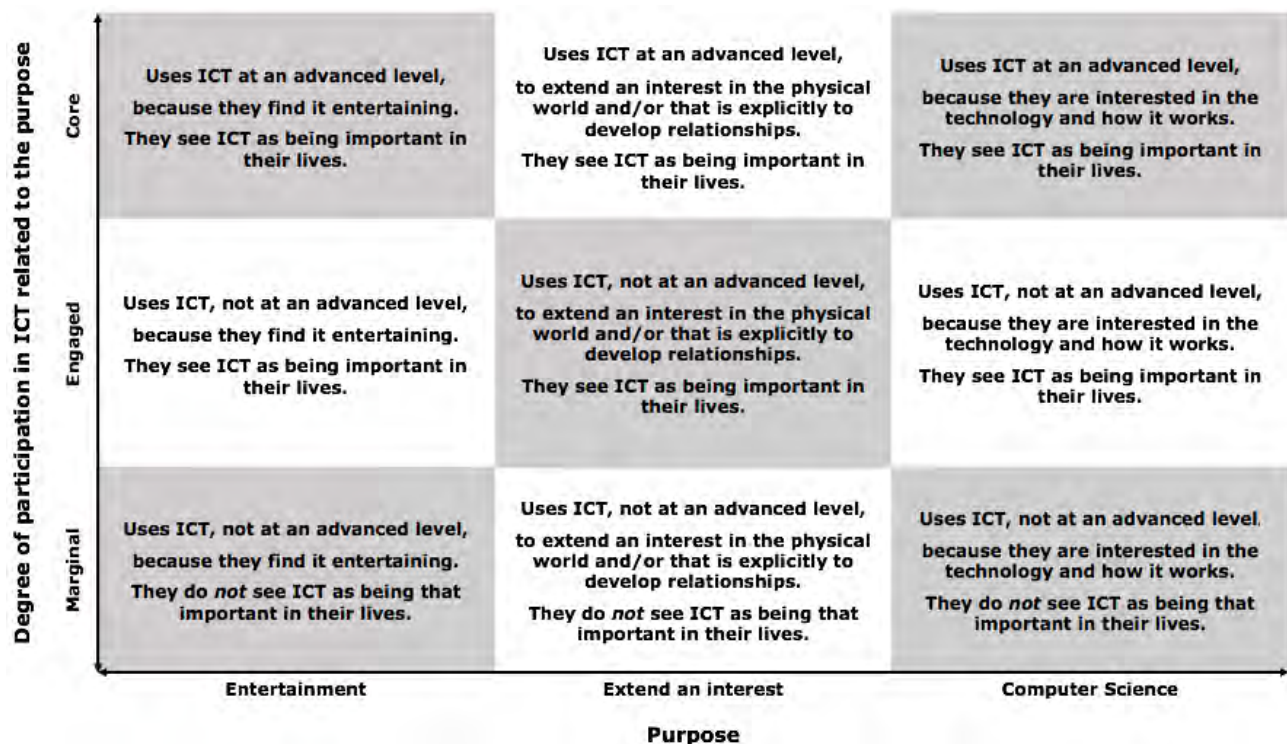 Degree of participation in ICT related to the purpose
Core
Uses ICT at an advanced level,
because they find it entertaining.
They see ICT as being important in
their lives.
Uses ICT at an advanced level,
to extend an interest in the physical
world and/or that is explicitly to
develop relationships.
They see ICT as being important in
their lives.
Uses ICT at an advanced level,
because they are interested in the
technology and how it works.
They see ICT as being important in
their lives.
Engaged
Uses ICT, not at an advanced level,
because they find it entertaining.
They see ICT as being important in
their lives.
Uses ICT, not at an advanced level,
to extend an interest in the physical
world and/or that is explicitly to
develop relationships.
They see ICT as being important in
their lives.
Uses ICT, not at an advanced level,
because they are interested in the
technology and how it works.
They see ICT as being important in
their lives.
Marginal
Uses ICT, not at an advanced level,
because they find it entertaining.
They do not see ICT as being that
important in their lives.
Uses ICT, not at an advanced level,
to extend an interest in the physical
world and/or that is explicitly to
develop relationships.
They do not see ICT as being that
important in their lives.
Uses ICT, not at an advanced level.
because they are interested in the
technology and how it works.
They do not see ICT as being that
important in their lives.
Entertainment
Extend an interest
Computer Science
Purpose